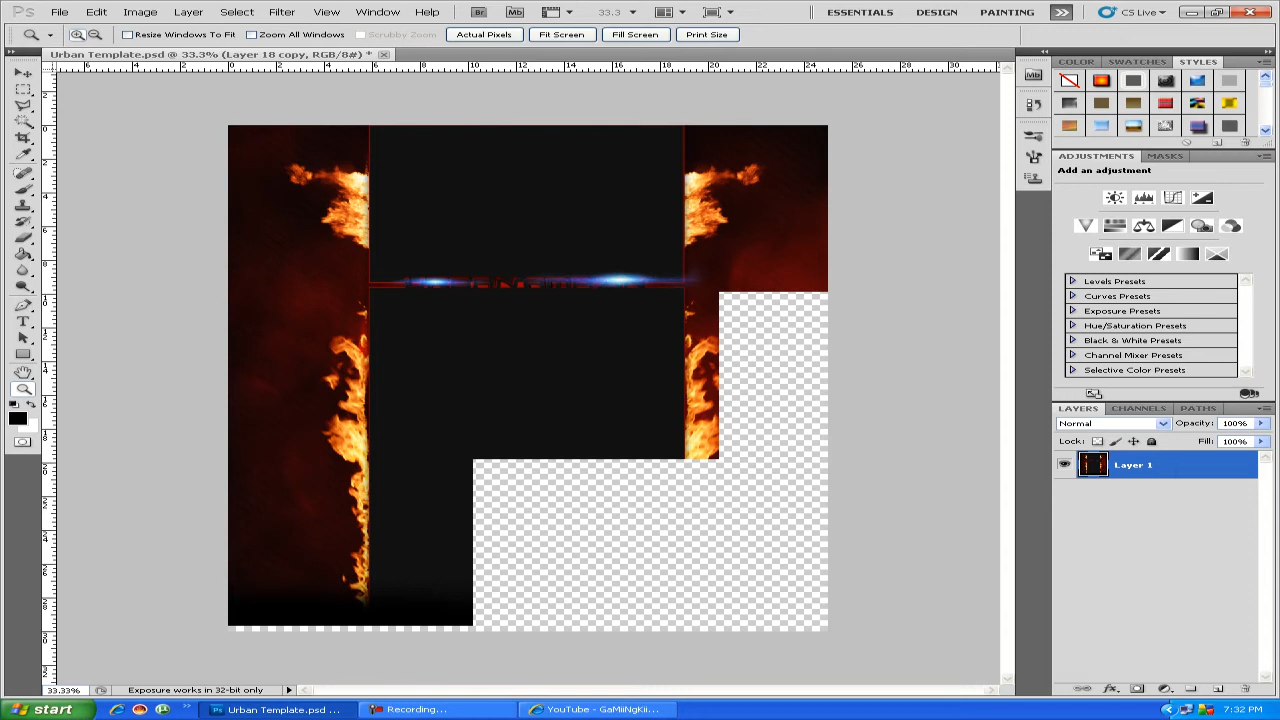 Ps File Edit Image Layer Select Filter View Window Help Br Mb 33.3 ESSENTIALS DESIGN PAINTING CS Live
Resize Windows To Fit Zoom All Windows Scrubby Zoom Actual Pixels Fit Screen Fill Screen Print Size
Urban Template.psd @ 33.3% (Layer 18 copy, RGB/8#) *
COLOR SWATCHES STYLES
Mb
ADJUSTMENTS MASKS
Add an adjustment
Levels Presets
Curves Presets
Exposure Presets
Hue/Saturation Presets
Black & White Presets
Channel Mixer Presets
Selective Color Presets
LAYERS CHANNELS PATHS
Normal Opacity: 100%
Lock: Fill: 100%
Layer 1
33.33% Exposure works in 32-bit only
start Urban Template.psd ... Recording... YouTube - GaMiiNgKii... 7:32 PM